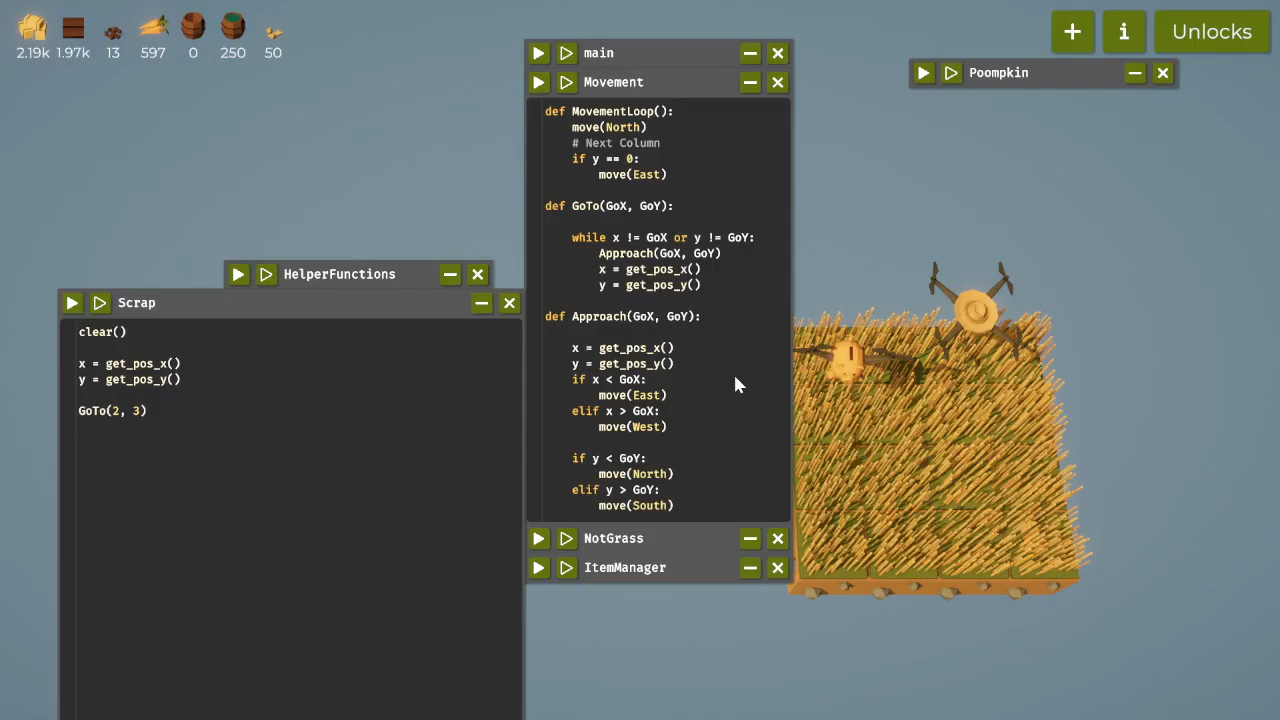 2.19k 1.97k 13 597 0 250 50
+ i Unlocks
main
Movement
def MovementLoop():
move(North)
# Next Column
if y == 0:
move(East)
def GoTo(GoX, GoY):
while x != GoX or y != GoY:
Approach(GoX, GoY)
x = get_pos_x()
y = get_pos_y()
def Approach(GoX, GoY):
x = get_pos_x()
y = get_pos_y()
if x < GoX:
move(East)
elif x > GoX:
move(West)
if y < GoY:
move(North)
elif y > GoY:
move(South)
NotGrass
ItemManager
Poompkin
HelperFunctions
Scrap
clear()
x = get_pos_x()
y = get_pos_y()
GoTo(2, 3)